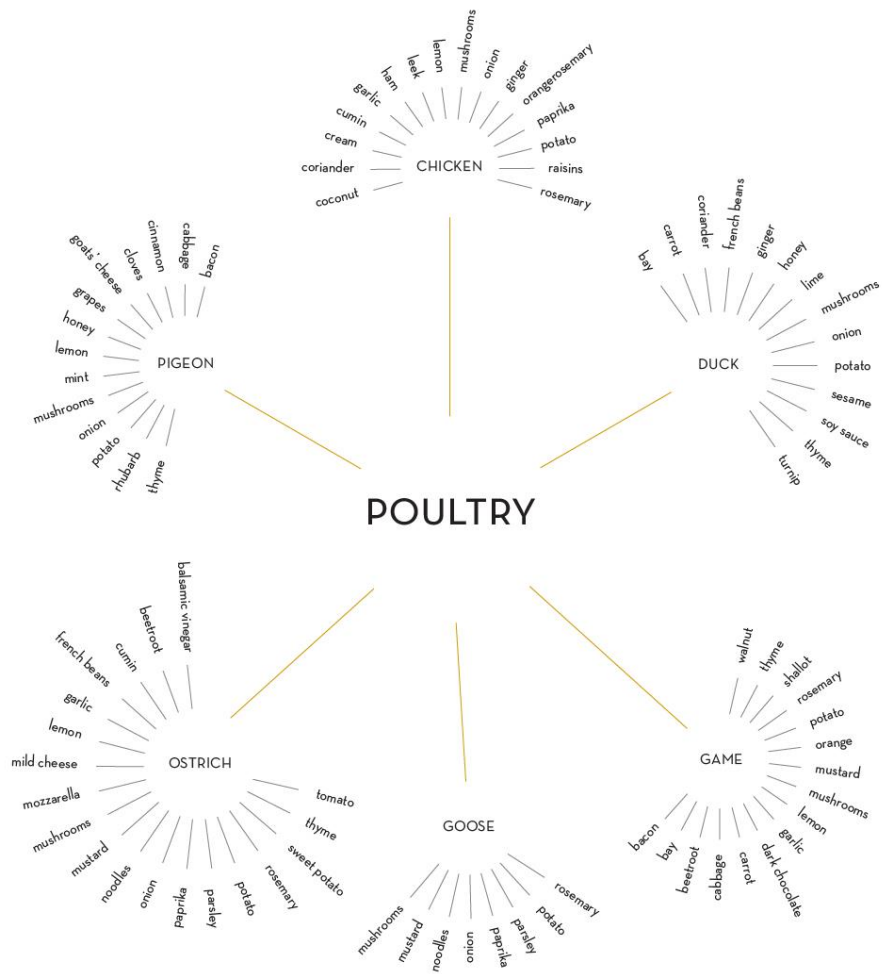 CHICKEN
coconut
coriander
cream
cumin
garlic
ham
leek
lemon
mushrooms
onion
ginger
orangerosemary
paprika
potato
raisins
rosemary
DUCK
bay
carrot
coriander
french beans
ginger
honey
lime
mushrooms
onion
potato
sesame
soy sauce
thyme
turnip
PIGEON
bacon
cabbage
cinnamon
cloves
goats' cheese
grapes
honey
lemon
mint
mushrooms
onion
potato
rhubarb
thyme
POULTRY
OSTRICH
balsamic vinegar
beetroot
cumin
french beans
garlic
lemon
mild cheese
mozzarella
mushrooms
mustard
noodles
onion
paprika
parsley
potato
rosemary
sweet potato
thyme
tomato
GOOSE
mushrooms
mustard
noodles
onion
paprika
parsley
potato
rosemary
GAME
walnut
thyme
shallot
rosemary
potato
orange
mustard
mushrooms
lemon
garlic
dark chocolate
carrot
cabbage
beetroot
bay
bacon